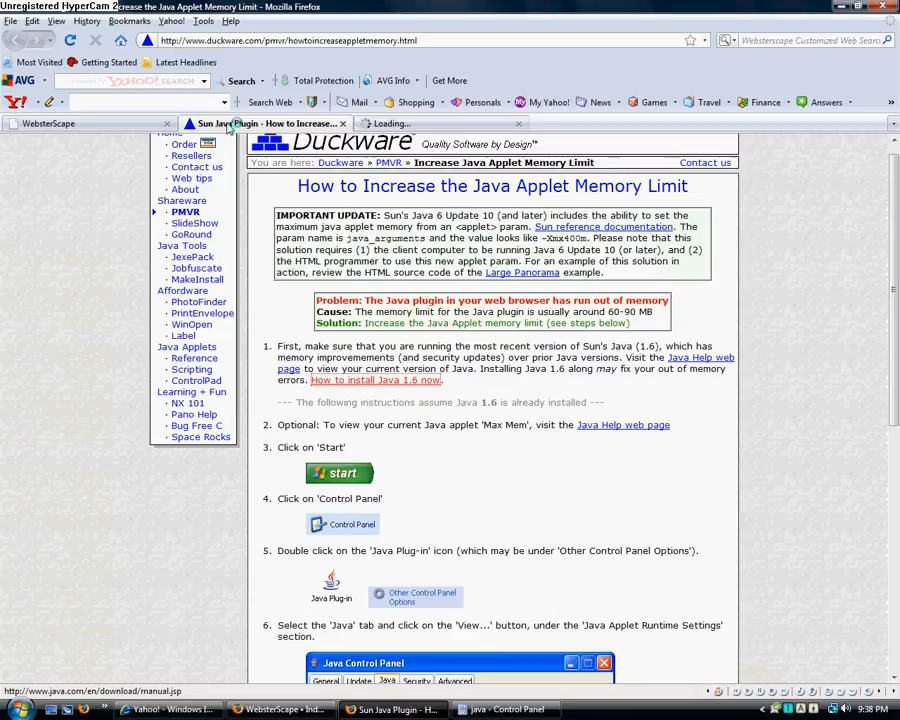 Unregistered HyperCam 2
crease the Java Applet Memory Limit - Mozilla Firefox
File Edit View History Bookmarks Yahoo! Tools Help
http://www.duckware.com/pmvr/howtoincreaseappletmemory.html
Websterscape Customized Web Searc
Most Visited Getting Started Latest Headlines
AVG YAHOO! SEARCH Search Total Protection AVG Info Get More
Y! Search Web Mail Shopping Personals My Yahoo! News Games Travel Finance Answers
WebsterScape
Sun Java Plugin - How to Increase...
Loading...
Home
Order
Resellers
Contact us
Web tips
About
Shareware
PMVR
SlideShow
GoRound
Java Tools
JexePack
Jobfuscate
MakeInstall
Affordware
PhotoFinder
PrintEnvelope
WinOpen
Label
Java Applets
Reference
Scripting
ControlPad
Learning + Fun
NX 101
Pano Help
Bug Free C
Space Rocks
Duckware Quality Software by Design™
You are here: Duckware » PMVR » Increase Java Applet Memory Limit Contact us
How to Increase the Java Applet Memory Limit
IMPORTANT UPDATE: Sun's Java 6 Update 10 (and later) includes the ability to set the
maximum java applet memory from an <applet> param. Sun reference documentation. The
param name is java_arguments and the value looks like -Xmx400m. Please note that this
solution requires (1) the client computer to be running Java 6 Update 10 (or later), and (2)
the HTML programmer to use this new applet param. For an example of this solution in
action, review the HTML source code of the Large Panorama example.
Problem: The Java plugin in your web browser has run out of memory
Cause: The memory limit for the Java plugin is usually around 60-90 MB
Solution: Increase the Java Applet memory limit (see steps below)
1. First, make sure that you are running the most recent version of Sun's Java (1.6), which has
memory improvements (and security updates) over prior Java versions. Visit the Java Help web
page to view your current version of Java. Installing Java 1.6 along may fix your out of memory
errors. How to install Java 1.6 now.
--- The following instructions assume Java 1.6 is already installed ---
2. Optional: To view your current Java applet 'Max Mem', visit the Java Help web page
3. Click on 'Start'
start
4. Click on 'Control Panel'
Control Panel
5. Double click on the 'Java Plug-in' icon (which may be under 'Other Control Panel Options').
Java Plug-in
Other Control Panel
Options
6. Select the 'Java' tab and click on the 'View...' button, under the 'Java Applet Runtime Settings'
section.
Java Control Panel
General Update Java Security Advanced
http://www.java.com/en/download/manual.jsp
Yahoo! - Windows I... WebsterScape • Ind... Sun Java Plugin - H... java - Control Panel 9:38 PM